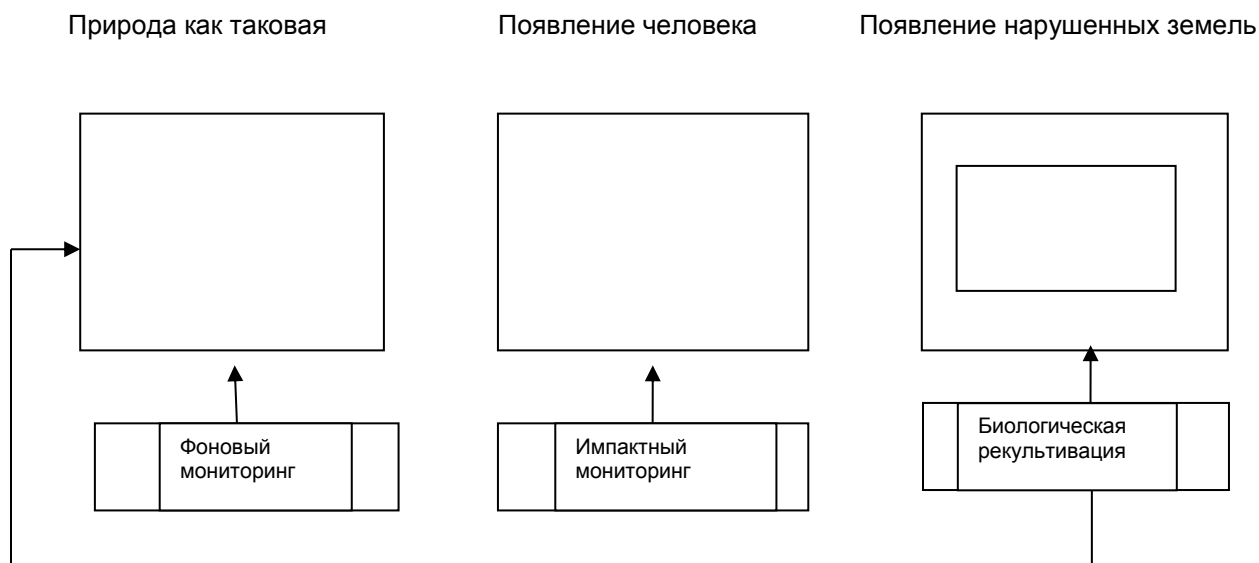 Природа как таковая
Появление человека
Появление нарушенных земель
Фоновый
мониторинг
Импактный
мониторинг
Биологическая
рекультивация